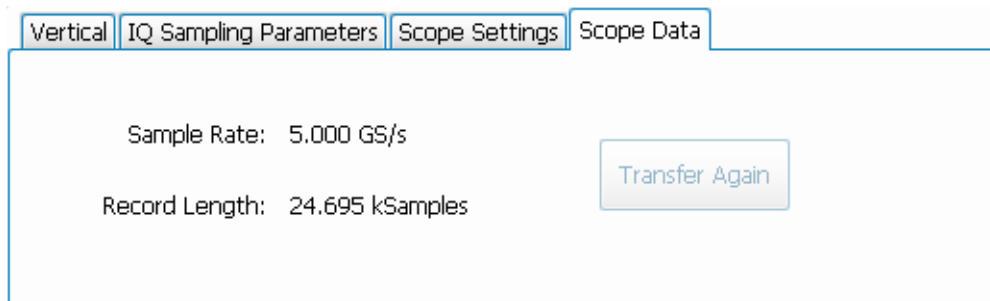 Vertical IQ Sampling Parameters Scope Settings Scope Data
Sample Rate: 5.000 GS/s
Transfer Again
Record Length: 24.695 kSamples